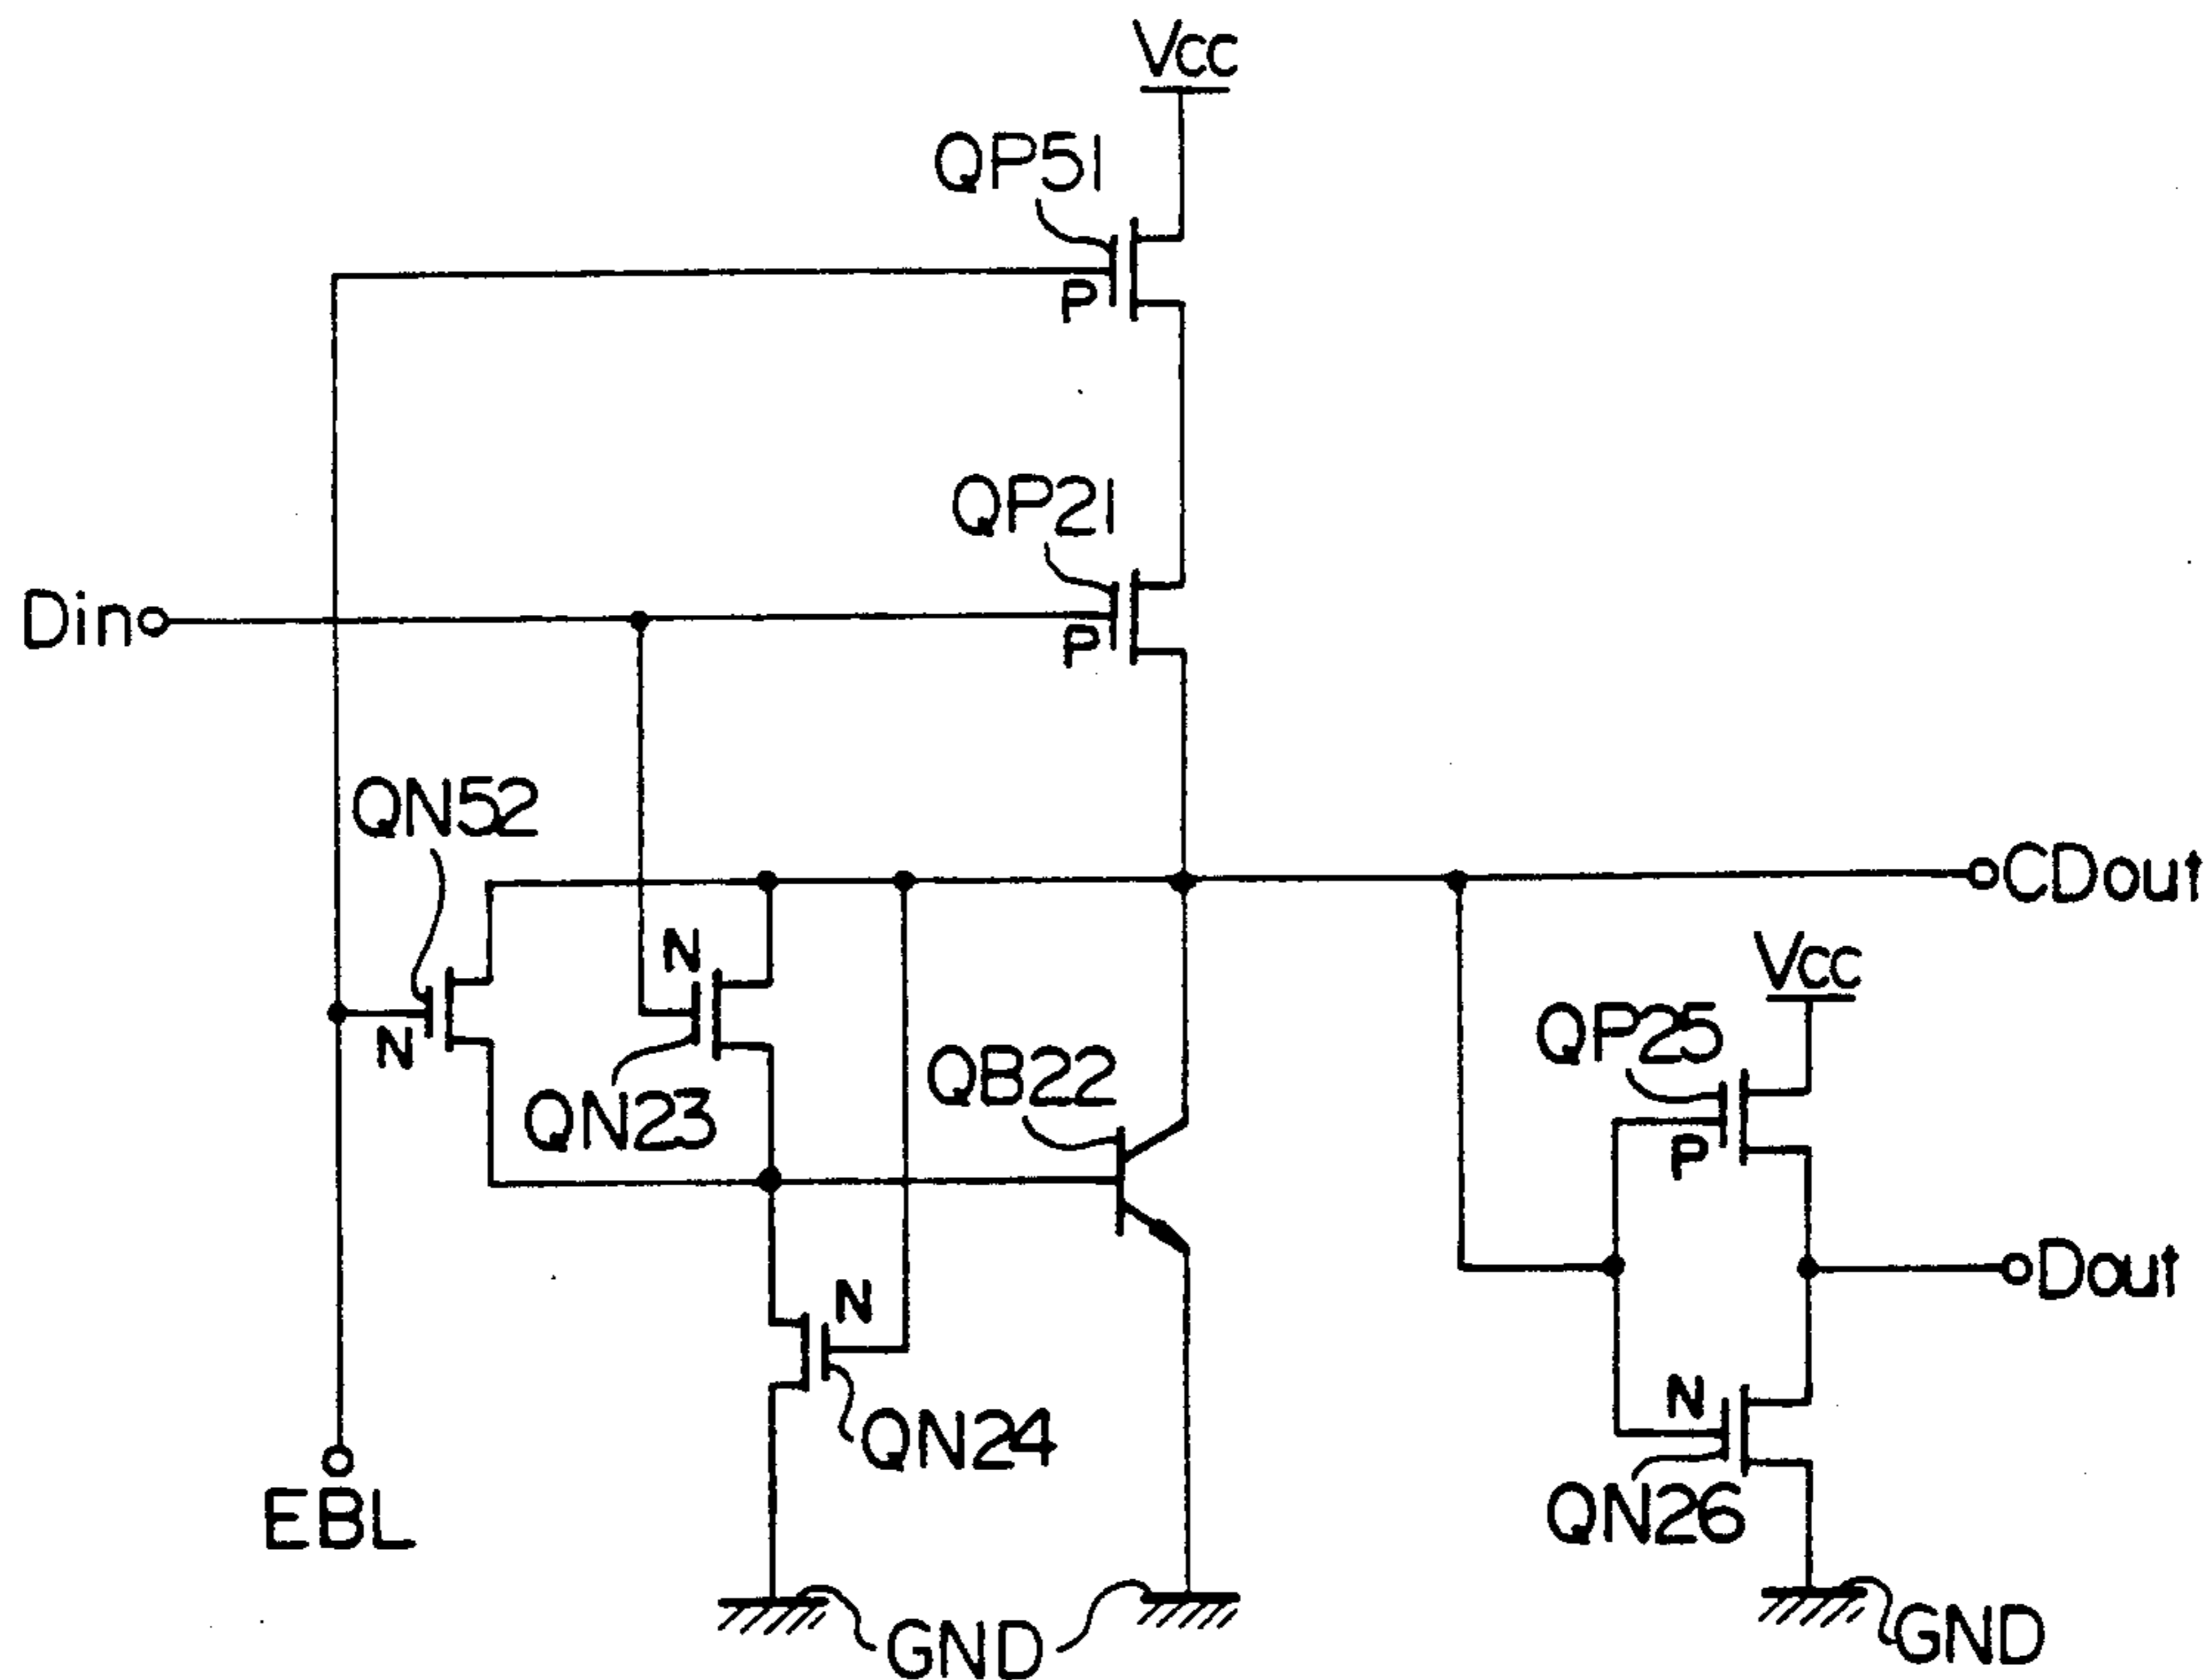 Vcc
QP51
P
QP21
Din
P
QN52
CDout
N
Vcc
N
QP25
QB22
QN23
P
Dout
N
N
QN24
EBL
QN26
GND
GND